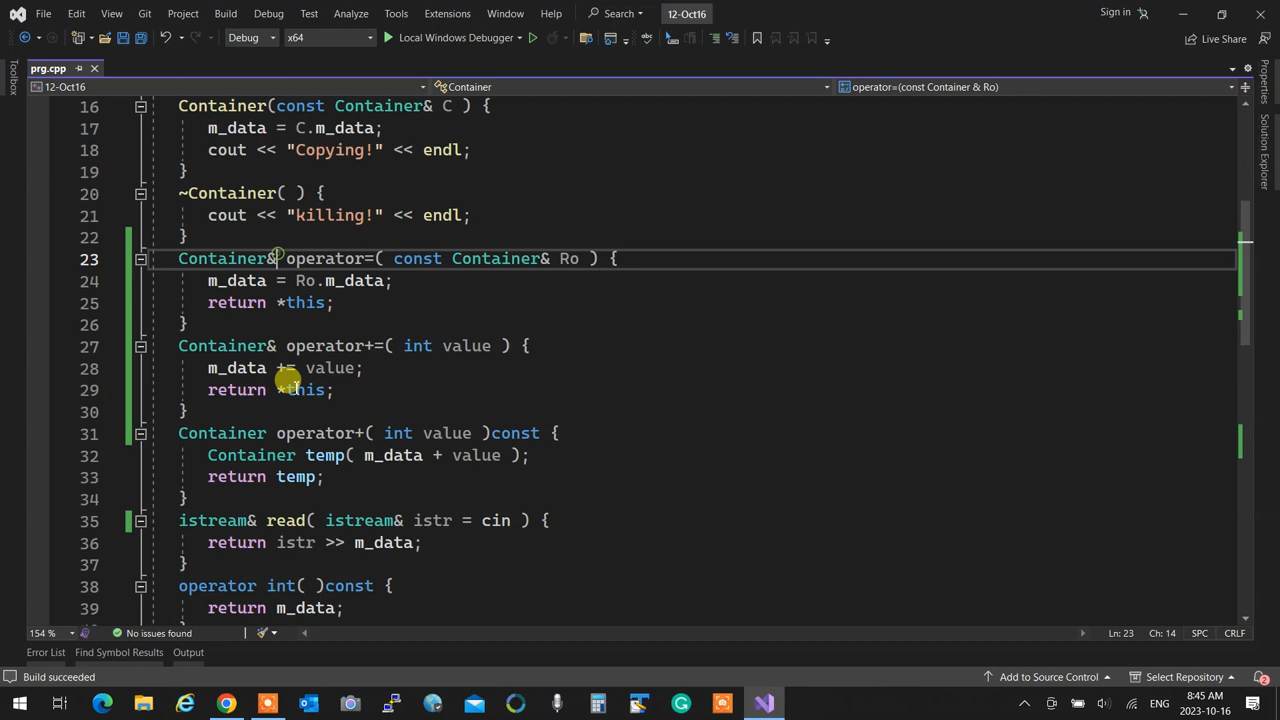 File Edit View Git Project Build Debug Test Analyze Tools Extensions Window Help Search 12-Oct16 Sign in
Debug x64 Local Windows Debugger Live Share
prg.cpp
12-Oct16 Container operator=(const Container & Ro)
Toolbox
Properties
Solution Explorer
16 Container(const Container& C ) {
17 m_data = C.m_data;
18 cout << "Copying!" << endl;
19 }
20 ~Container( ) {
21 cout << "killing!" << endl;
22 }
23 Container& operator=( const Container& Ro ) {
24 m_data = Ro.m_data;
25 return *this;
26 }
27 Container& operator+=( int value ) {
28 m_data += value;
29 return *this;
30 }
31 Container operator+( int value )const {
32 Container temp( m_data + value );
33 return temp;
34 }
35 istream& read( istream& istr = cin ) {
36 return istr >> m_data;
37 }
38 operator int( )const {
39 return m_data;
154 % No issues found Ln: 23 Ch: 14 SPC CRLF
Error List Find Symbol Results Output
Build succeeded Add to Source Control Select Repository 2
ENG 8:45 AM
2023-10-16